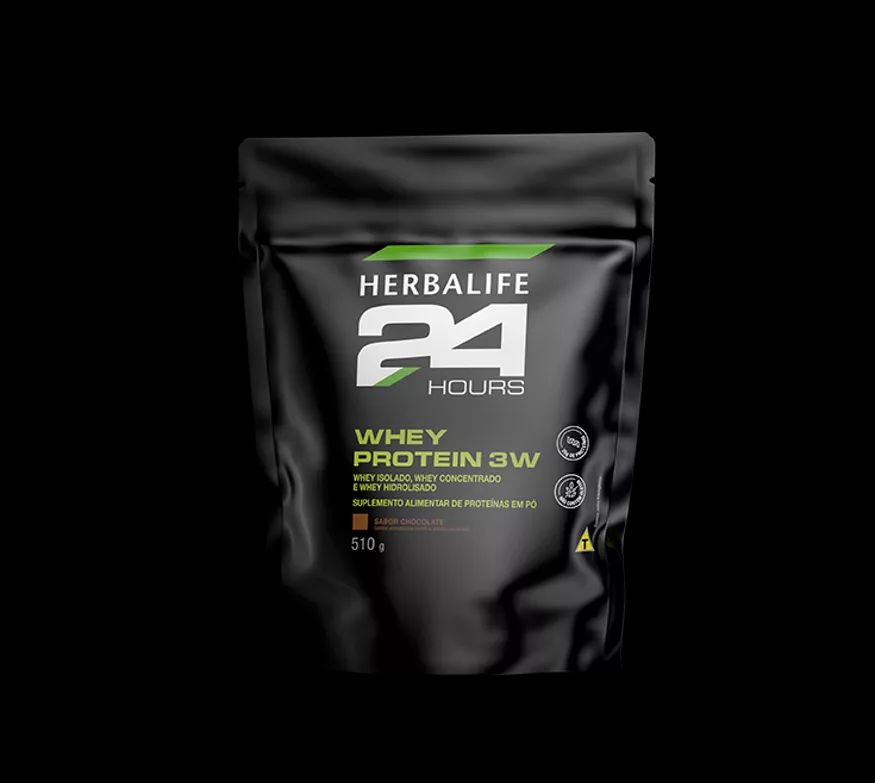 HERBALIFE
24
HOURS
WHEY
PROTEIN 3W
WHEY ISOLADO, WHEY CONCENTRADO
E WHEY HIDROLISADO
SUPLEMENTO ALIMENTAR DE PROTEÍNAS EM PÓ
SABOR CHOCOLATE
510 g
T